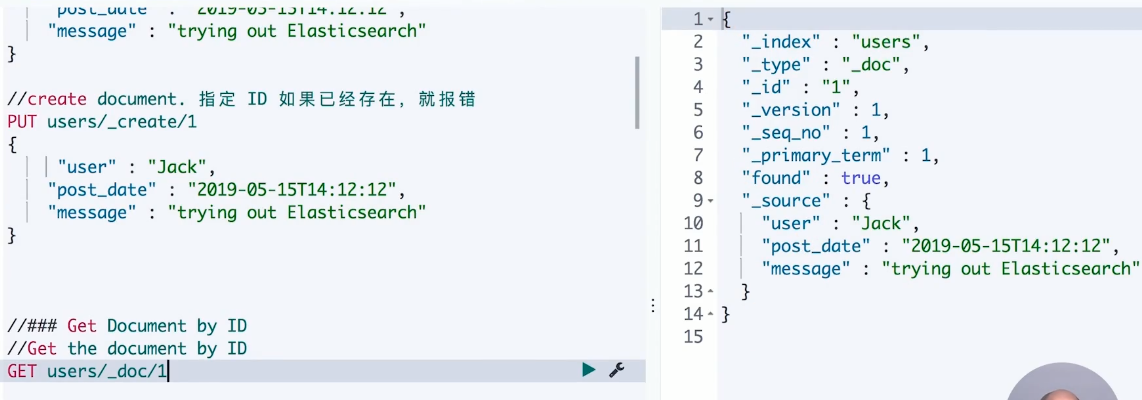 "post_date" : "2019-05-15T14:12:12",
"message" : "trying out Elasticsearch"
}
//create document. 指定 ID 如果已经存在，就报错
PUT users/_create/1
{
"user" : "Jack",
"post_date" : "2019-05-15T14:12:12",
"message" : "trying out Elasticsearch"
}
//### Get Document by ID
//Get the document by ID
GET users/_doc/1
1 {
2 "_index" : "users",
3 "_type" : "_doc",
4 "_id" : "1",
5 "_version" : 1,
6 "_seq_no" : 1,
7 "_primary_term" : 1,
8 "found" : true,
9 "_source" : {
10 "user" : "Jack",
11 "post_date" : "2019-05-15T14:12:12",
12 "message" : "trying out Elasticsearch"
13 }
14 }
15